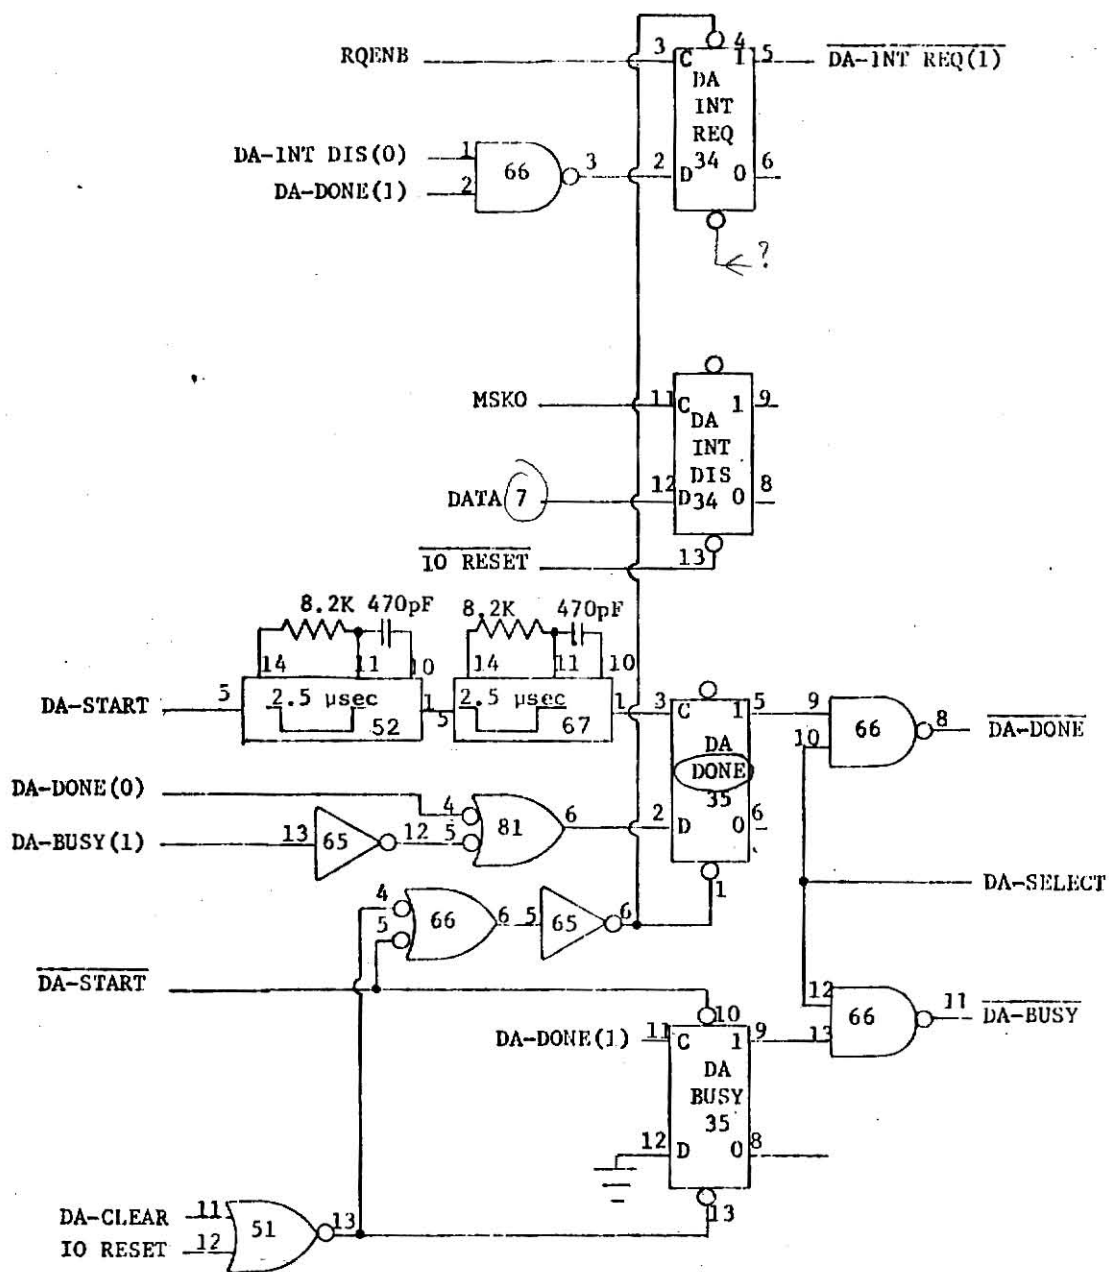 3 4
RQENB C 1 5 DA-INT REQ(1)
DA
INT
REQ
DA-INT DIS(0) 1 66 3 2 D 34 0 6
DA-DONE(1) 2
?
MSKO 11 C 1 9
DA
INT
DIS
DATA 7 12 D 34 0 8
IO RESET 13
8.2K 470pF 8.2K 470pF
14 11 10 14 11 10
DA-START 5 2.5 µsec 52 1 5 2.5 µsec 67 1 3 C 1 5 9 66 8 DA-DONE
10
DA
DONE
35
DA-DONE(0) 4 81 6 2 D 0 6
DA-BUSY(1) 13 65 12 5
1 DA-SELECT
4 66 6 5 65 6
5
DA-START
10 12 66 11 DA-BUSY
DA-DONE(1) 11 C 1 9 13
DA
BUSY
35
12 D 0 8
DA-CLEAR 11 51 13 13
IO RESET 12